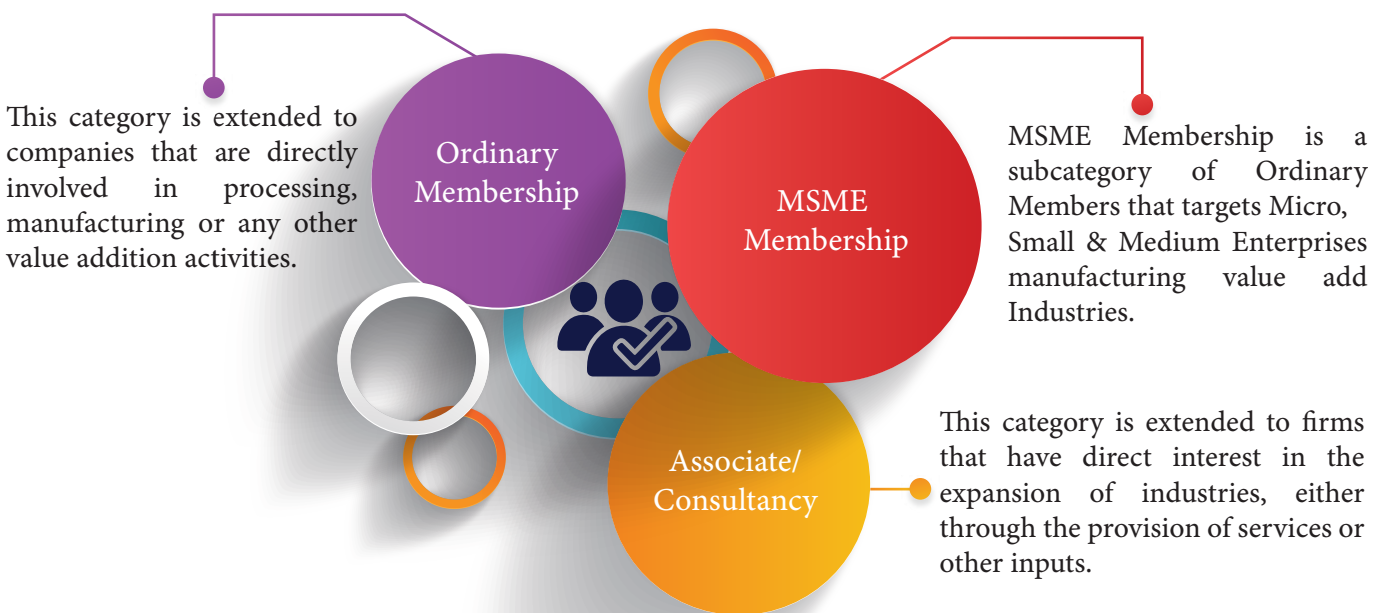 This category is extended to
companies that are directly
involved in processing,
manufacturing or any other
value addition activities.
Ordinary
Membership
MSME
Membership
MSME Membership is a
subcategory of Ordinary
Members that targets Micro,
Small & Medium Enterprises
manufacturing value add
Industries.
Associate/
Consultancy
This category is extended to firms
that have direct interest in the
expansion of industries, either
through the provision of services or
other inputs.